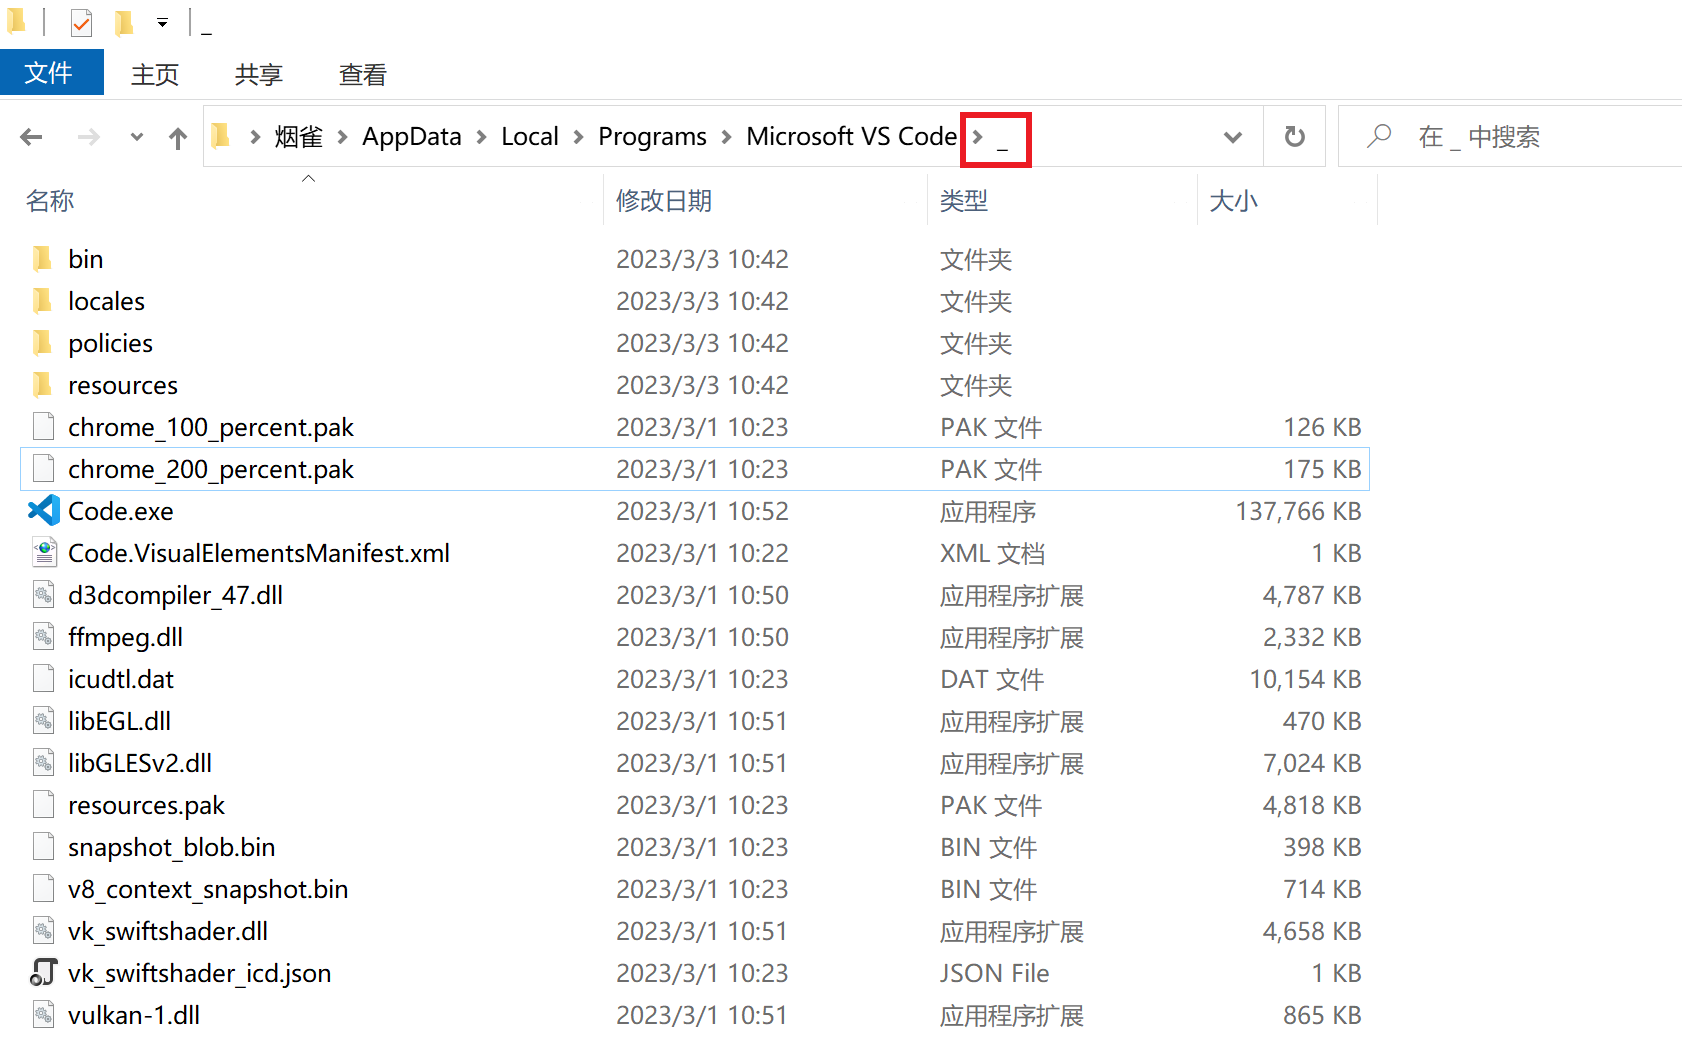 _
文件 主页 共享 查看
烟雀 AppData Local Programs Microsoft VS Code _ 在 _ 中搜索
名称 修改日期 类型 大小
bin 2023/3/3 10:42 文件夹
locales 2023/3/3 10:42 文件夹
policies 2023/3/3 10:42 文件夹
resources 2023/3/3 10:42 文件夹
chrome_100_percent.pak 2023/3/1 10:23 PAK 文件 126 KB
chrome_200_percent.pak 2023/3/1 10:23 PAK 文件 175 KB
Code.exe 2023/3/1 10:52 应用程序 137,766 KB
Code.VisualElementsManifest.xml 2023/3/1 10:22 XML 文档 1 KB
d3dcompiler_47.dll 2023/3/1 10:50 应用程序扩展 4,787 KB
ffmpeg.dll 2023/3/1 10:50 应用程序扩展 2,332 KB
icudtl.dat 2023/3/1 10:23 DAT 文件 10,154 KB
libEGL.dll 2023/3/1 10:51 应用程序扩展 470 KB
libGLESv2.dll 2023/3/1 10:51 应用程序扩展 7,024 KB
resources.pak 2023/3/1 10:23 PAK 文件 4,818 KB
snapshot_blob.bin 2023/3/1 10:23 BIN 文件 398 KB
v8_context_snapshot.bin 2023/3/1 10:23 BIN 文件 714 KB
vk_swiftshader.dll 2023/3/1 10:51 应用程序扩展 4,658 KB
vk_swiftshader_icd.json 2023/3/1 10:23 JSON File 1 KB
vulkan-1.dll 2023/3/1 10:51 应用程序扩展 865 KB